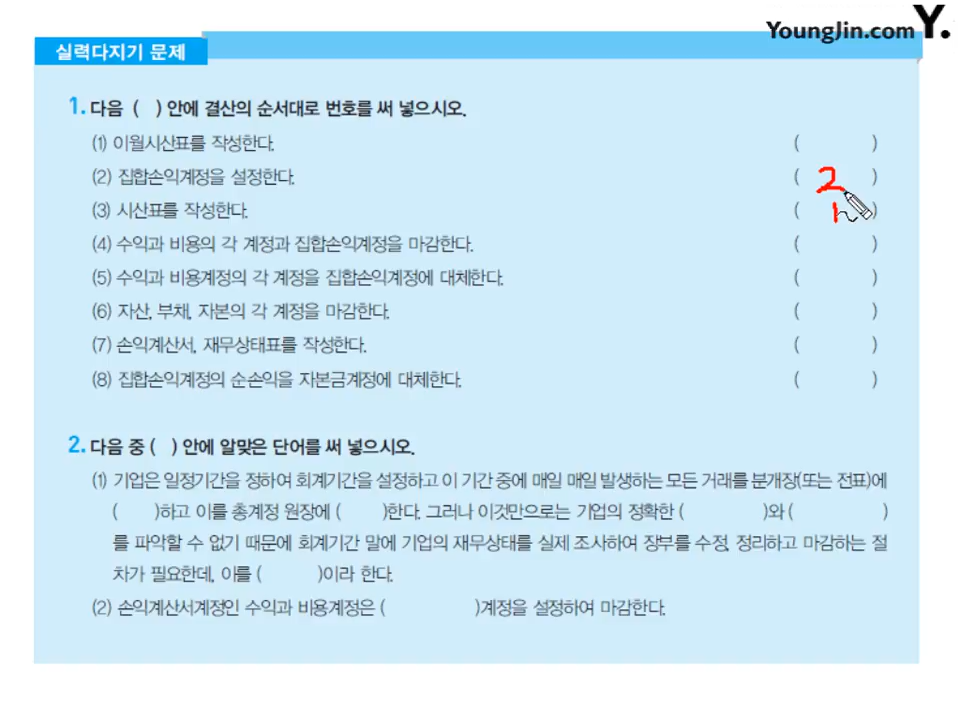 YoungJin.com Y.
실력다지기 문제
1. 다음 ( ) 안에 결산의 순서대로 번호를 써 넣으시오.
(1) 이월시산표를 작성한다. ( )
(2) 집합손익계정을 설정한다. ( 2 )
(3) 시산표를 작성한다. ( 1 )
(4) 수익과 비용의 각 계정과 집합손익계정을 마감한다. ( )
(5) 수익과 비용계정의 각 계정을 집합손익계정에 대체한다. ( )
(6) 자산, 부채, 자본의 각 계정을 마감한다. ( )
(7) 손익계산서, 재무상태표를 작성한다. ( )
(8) 집합손익계정의 순손익을 자본금계정에 대체한다. ( )
2. 다음 중 ( ) 안에 알맞은 단어를 써 넣으시오.
(1) 기업은 일정기간을 정하여 회계기간을 설정하고 이 기간 중에 매일 매일 발생하는 모든 거래를 분개장(또는 전표)에
( )하고 이를 총계정 원장에 ( )한다. 그러나 이것만으로는 기업의 정확한 ( )와 ( )
를 파악할 수 없기 때문에 회계기간 말에 기업의 재무상태를 실제 조사하여 장부를 수정, 정리하고 마감하는 절
차가 필요한데, 이를 ( )이라 한다.
(2) 손익계산서계정인 수익과 비용계정은 ( )계정을 설정하여 마감한다.